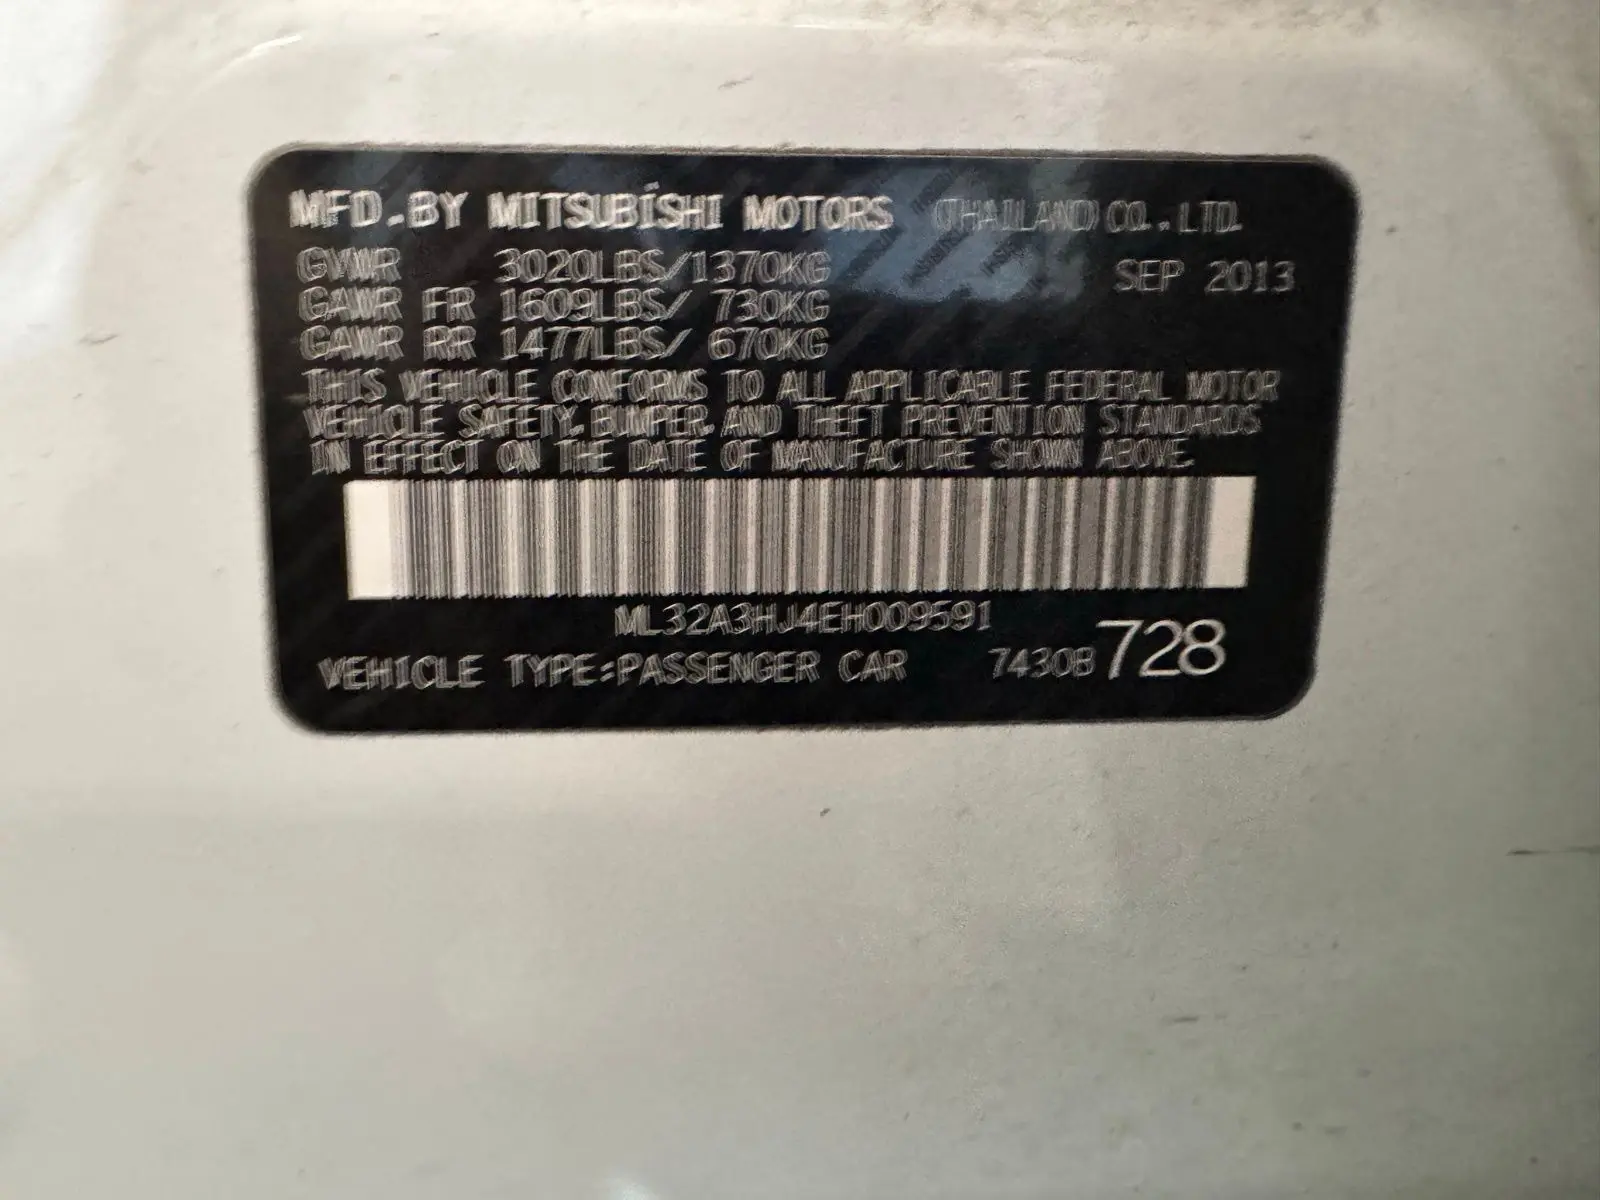 MFD.BY MITSUBISHI MOTORS (THAILAND) CO.,LTD.
GVWR 3020LBS/1370KG SEP 2013
GAWR FR 1609LBS/ 730KG
GAWR RR 1477LBS/ 670KG
THIS VEHICLE CONFORMS TO ALL APPLICABLE FEDERAL MOTOR
VEHICLE SAFETY, BUMPER, AND THEFT PREVENTION STANDARDS
IN EFFECT ON THE DATE OF MANUFACTURE SHOWN ABOVE.
ML32A3HJ4EH009591
VEHICLE TYPE:PASSENGER CAR 7430B 728